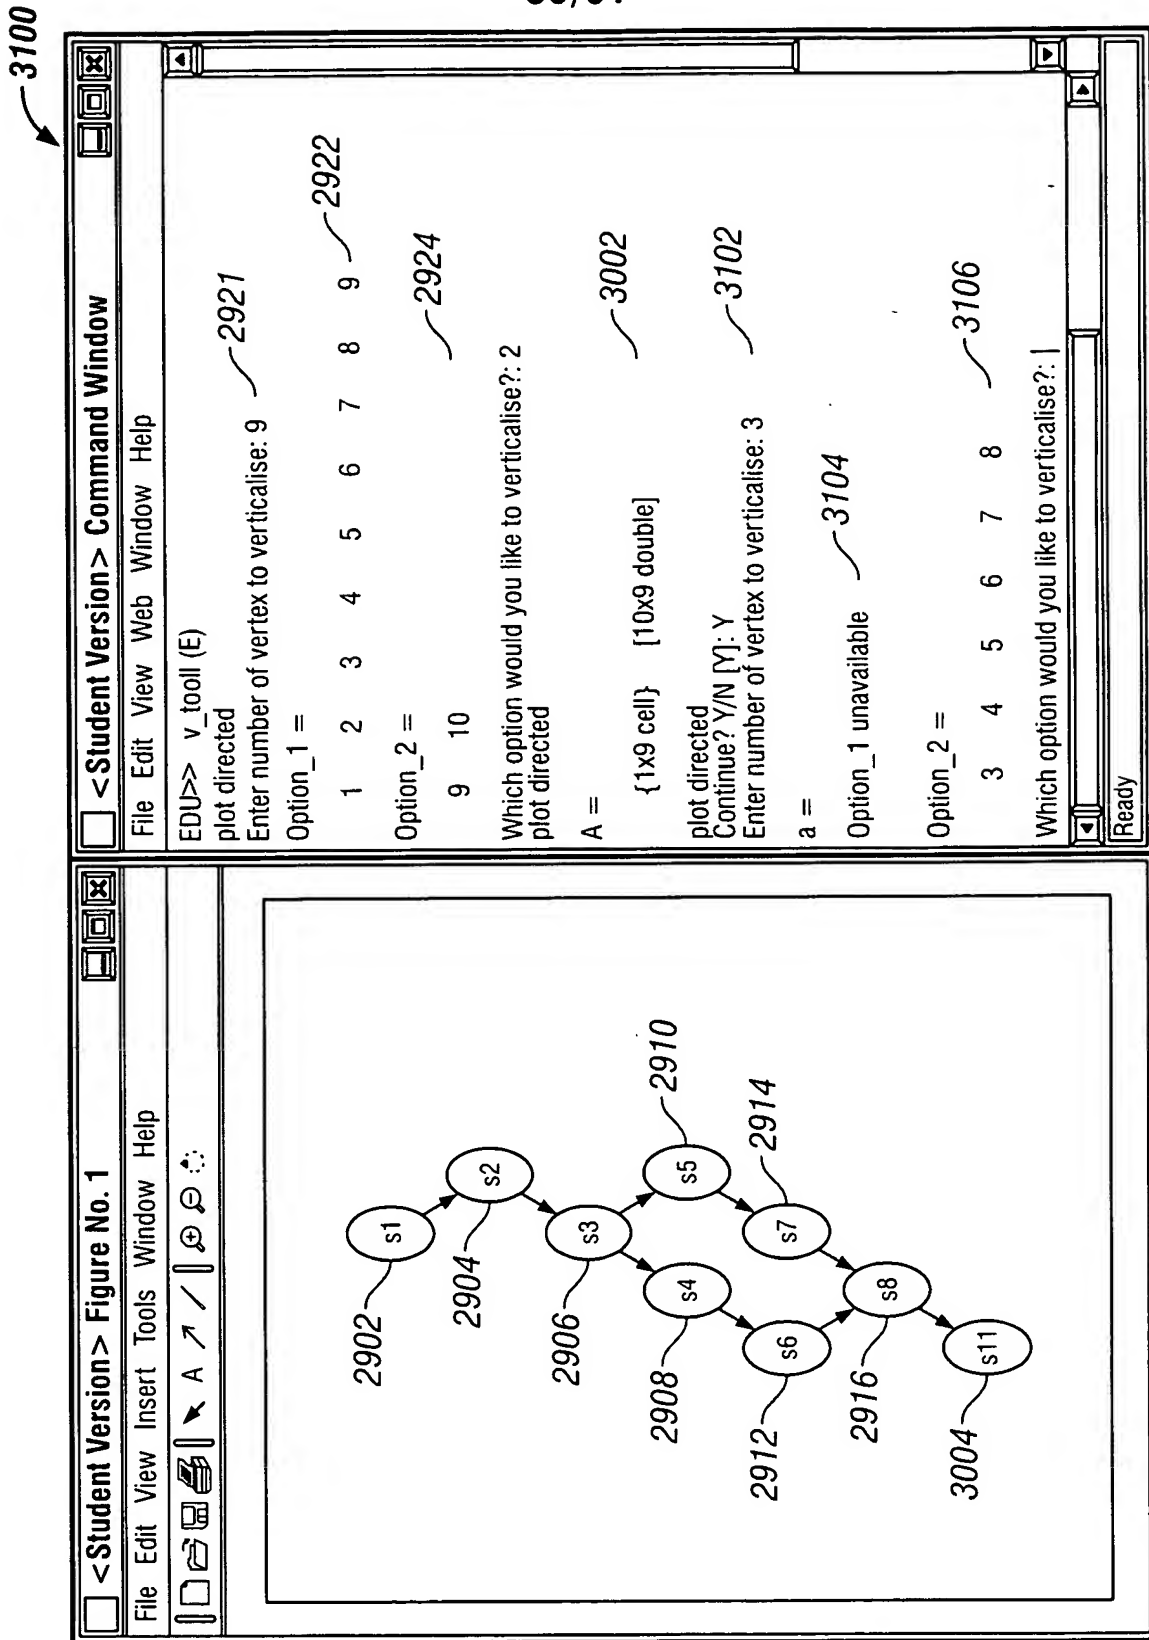 3100
<Student Version> Figure No. 1
File Edit View Insert Tools Window Help
A
s1
s2
s3
s4
s5
s6
s7
s8
s11
2902
2904
2906
2908
2910
2912
2914
2916
3004
<Student Version> Command Window
File Edit View Web Window Help
EDU>> v_tooll (E)
plot directed
Enter number of vertex to verticalise: 9
2921
Option_1 =
1 2 3 4 5 6 7 8 9
2922
Option_2 =
2924
9 10
Which option would you like to verticalise?: 2
plot directed
A =
3002
{1x9 cell} [10x9 double]
plot directed
Continue? Y/N [Y]: Y
Enter number of vertex to verticalise: 3
3102
a =
Option_1 unavailable
3104
Option_2 =
3 4 5 6 7 8
3106
Which option would you like to verticalise?: |
Ready